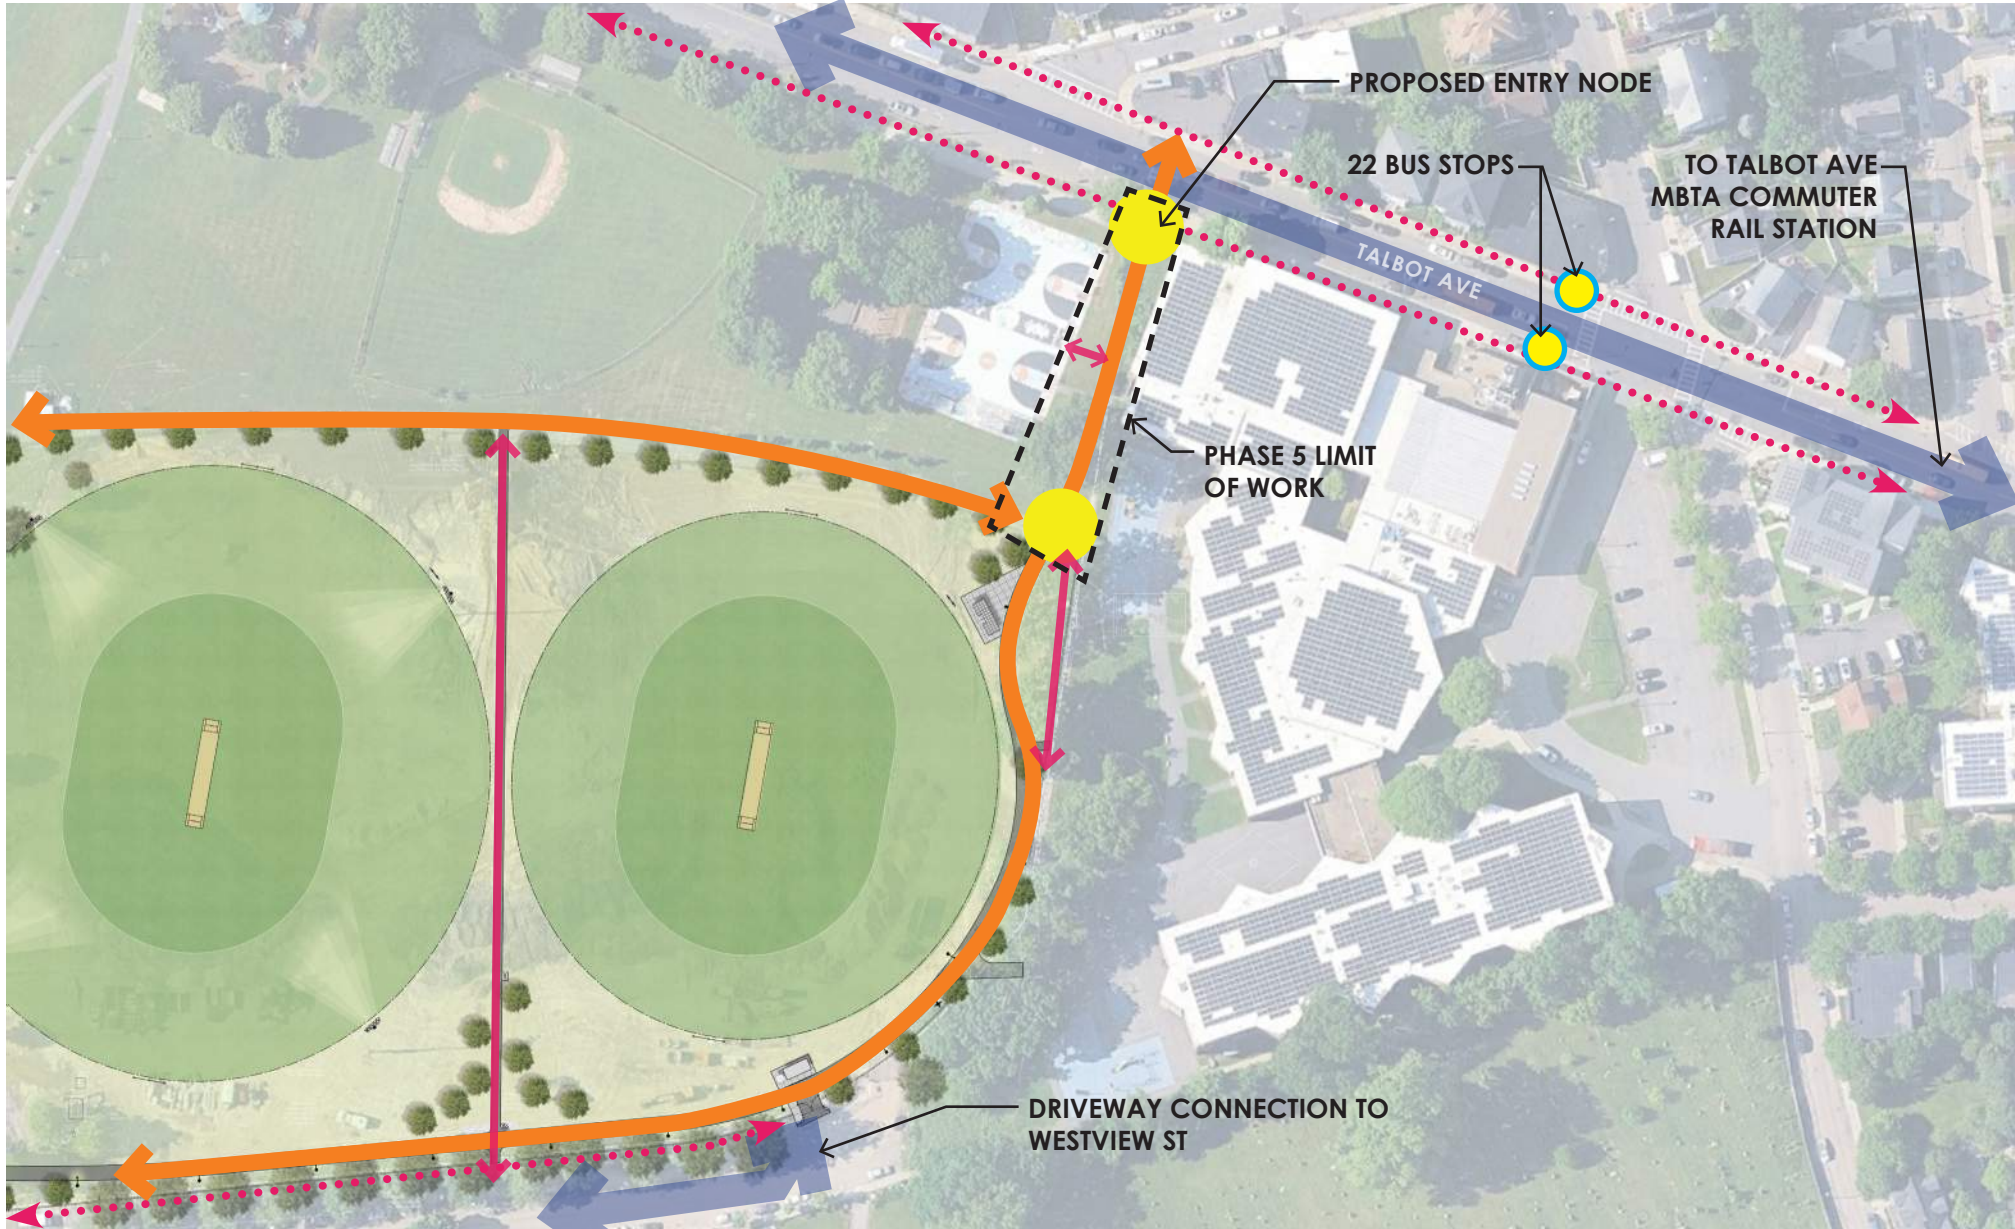 PROPOSED ENTRY NODE
22 BUS STOPS
TO TALBOT AVE
MBTA COMMUTER
RAIL STATION
TALBOT AVE
PHASE 5 LIMIT
OF WORK
DRIVEWAY CONNECTION TO
WESTVIEW ST